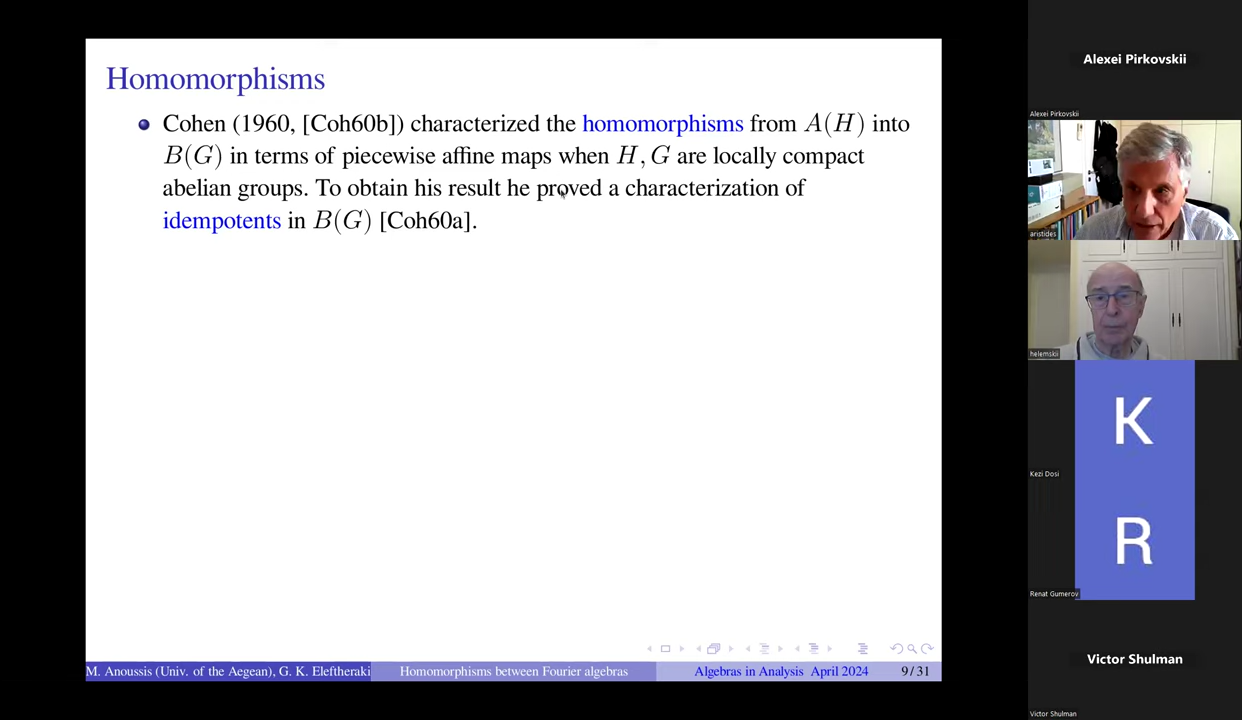 Homomorphisms
Cohen (1960, [Coh60b]) characterized the homomorphisms from A(H) into
B(G) in terms of piecewise affine maps when H, G are locally compact
abelian groups. To obtain his result he proved a characterization of
idempotents in B(G) [Coh60a].
M. Anoussis (Univ. of the Aegean), G. K. Eleftheraki
Homomorphisms between Fourier algebras
Algebras in Analysis April 2024
9/31
Alexei Pirkovskii
Alexei Pirkovskii
aristides
helemskii
K
Kezi Dosi
R
Renat Gumerov
Victor Shulman
Victor Shulman